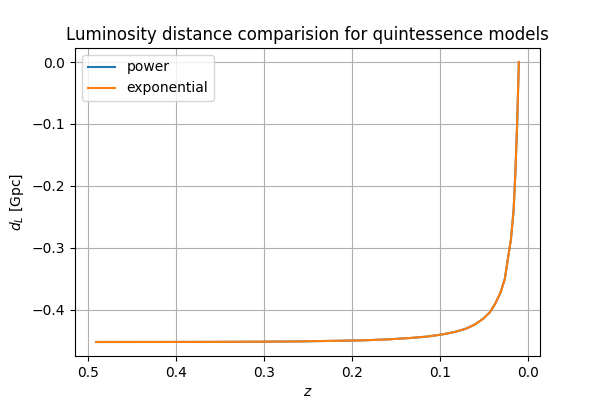 Luminosity distance comparision for quintessence models
power
exponential
0.0
−0.1
−0.2
−0.3
−0.4
d_L [Gpc]
0.5 0.4 0.3 0.2 0.1 0.0
z